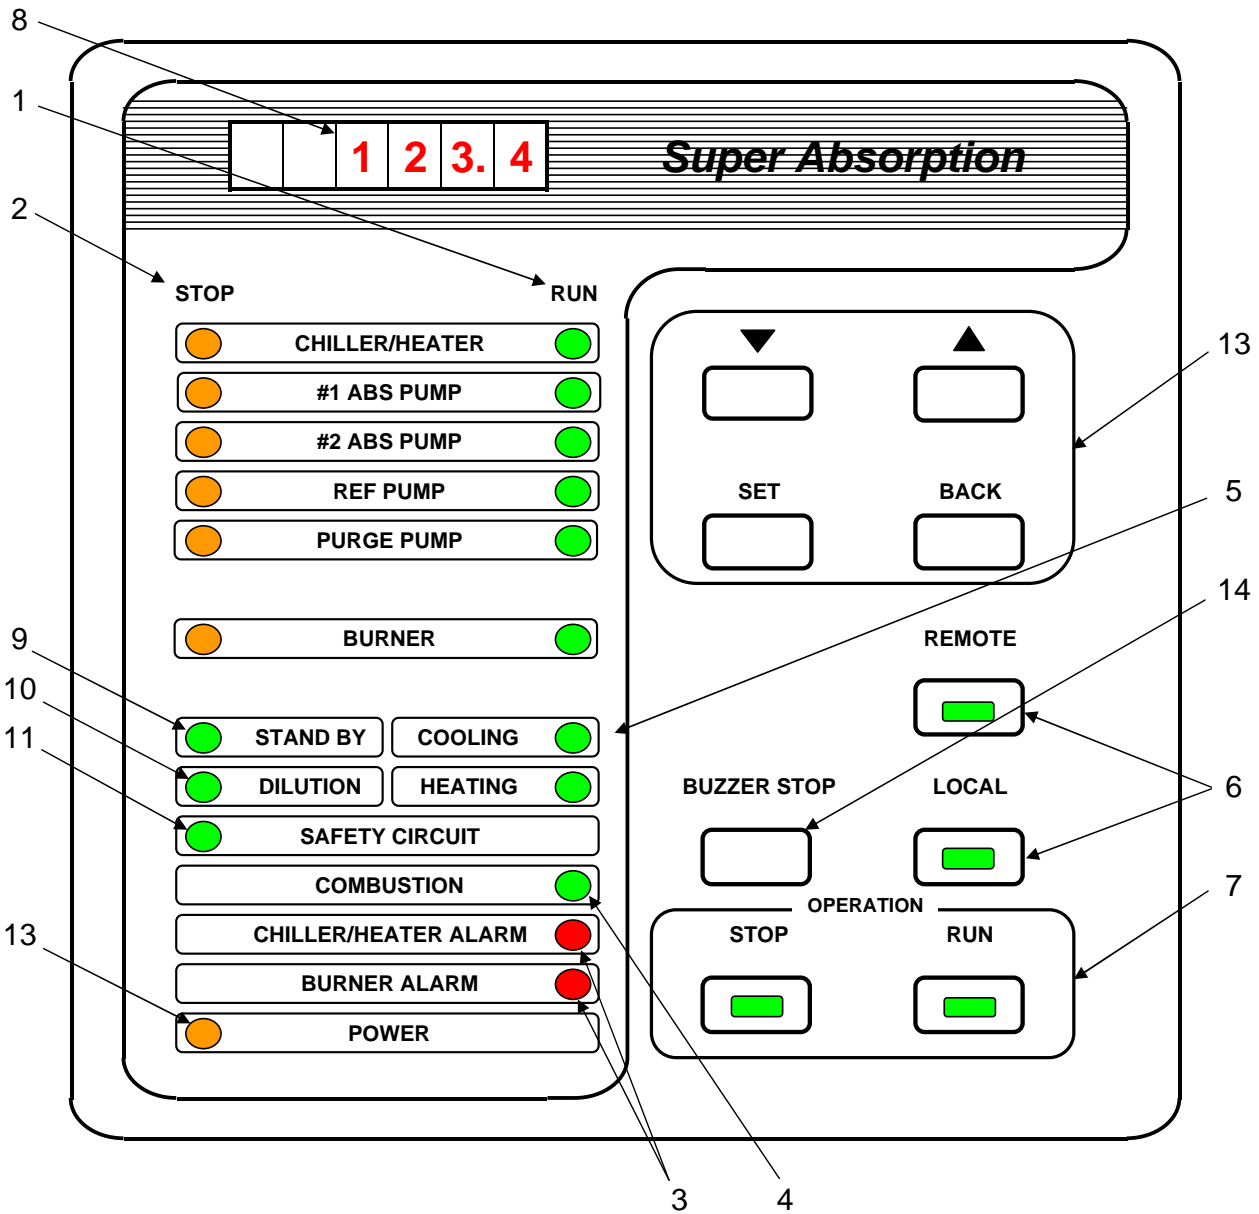 8
1
1 2 3. 4
Super Absorption
2
STOP
RUN
CHILLER/HEATER
13
#1 ABS PUMP
#2 ABS PUMP
REF PUMP
SET
BACK
5
PURGE PUMP
14
9
BURNER
REMOTE
10
11
STAND BY
COOLING
DILUTION
HEATING
BUZZER STOP
LOCAL
6
SAFETY CIRCUIT
COMBUSTION
7
OPERATION
13
CHILLER/HEATER ALARM
STOP
RUN
BURNER ALARM
POWER
3
4